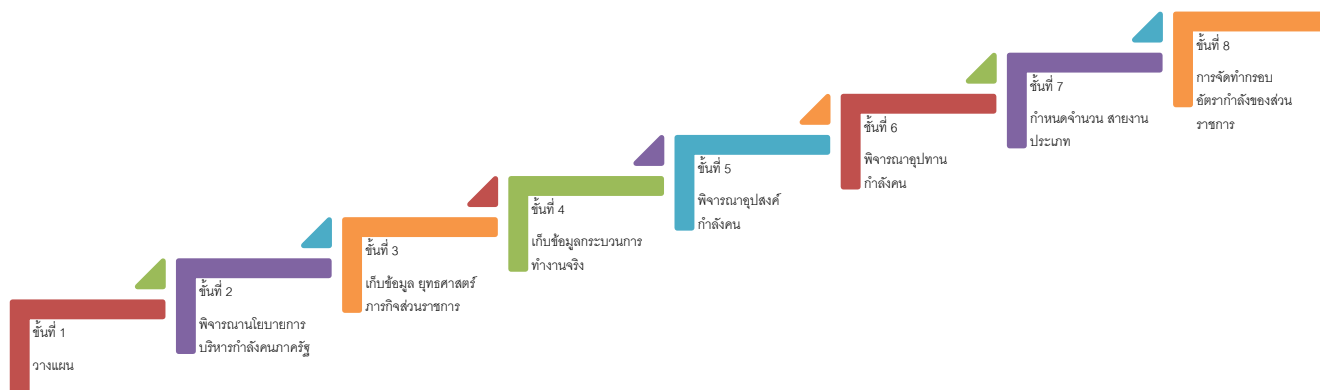 ขั้นที่ 1
วางแผน
ขั้นที่ 2
พิจารณานโยบายการ
บริหารกำลังคนภาครัฐ
ขั้นที่ 3
เก็บข้อมูล ยุทธศาสตร์
ภารกิจส่วนราชการ
ขั้นที่ 4
เก็บข้อมูลกระบวนการ
ทำงานจริง
ขั้นที่ 5
พิจารณาอุปสงค์
กำลังคน
ขั้นที่ 6
พิจารณาอุปทาน
กำลังคน
ขั้นที่ 7
กำหนดจำนวน สายงาน
ประเภท
ขั้นที่ 8
การจัดทำกรอบ
อัตรากำลังของส่วน
ราชการ